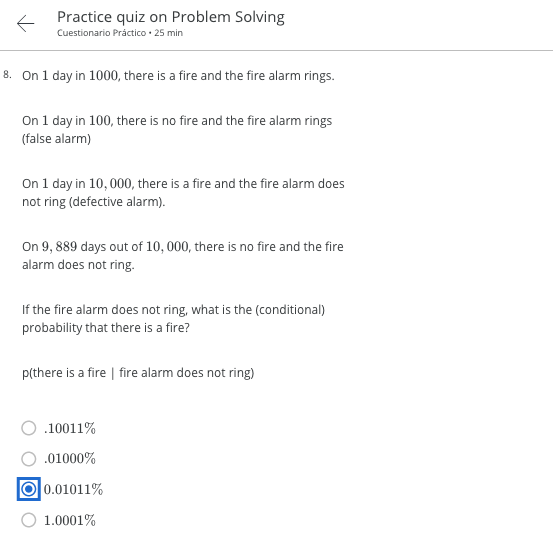 Practice quiz on Problem Solving
Cuestionario Práctico • 25 min
8. On 1 day in 1000, there is a fire and the fire alarm rings.
On 1 day in 100, there is no fire and the fire alarm rings
(false alarm)
On 1 day in 10, 000, there is a fire and the fire alarm does
not ring (defective alarm).
On 9, 889 days out of 10, 000, there is no fire and the fire
alarm does not ring.
If the fire alarm does not ring, what is the (conditional)
probability that there is a fire?
p(there is a fire | fire alarm does not ring)
.10011%
.01000%
0.01011%
1.0001%